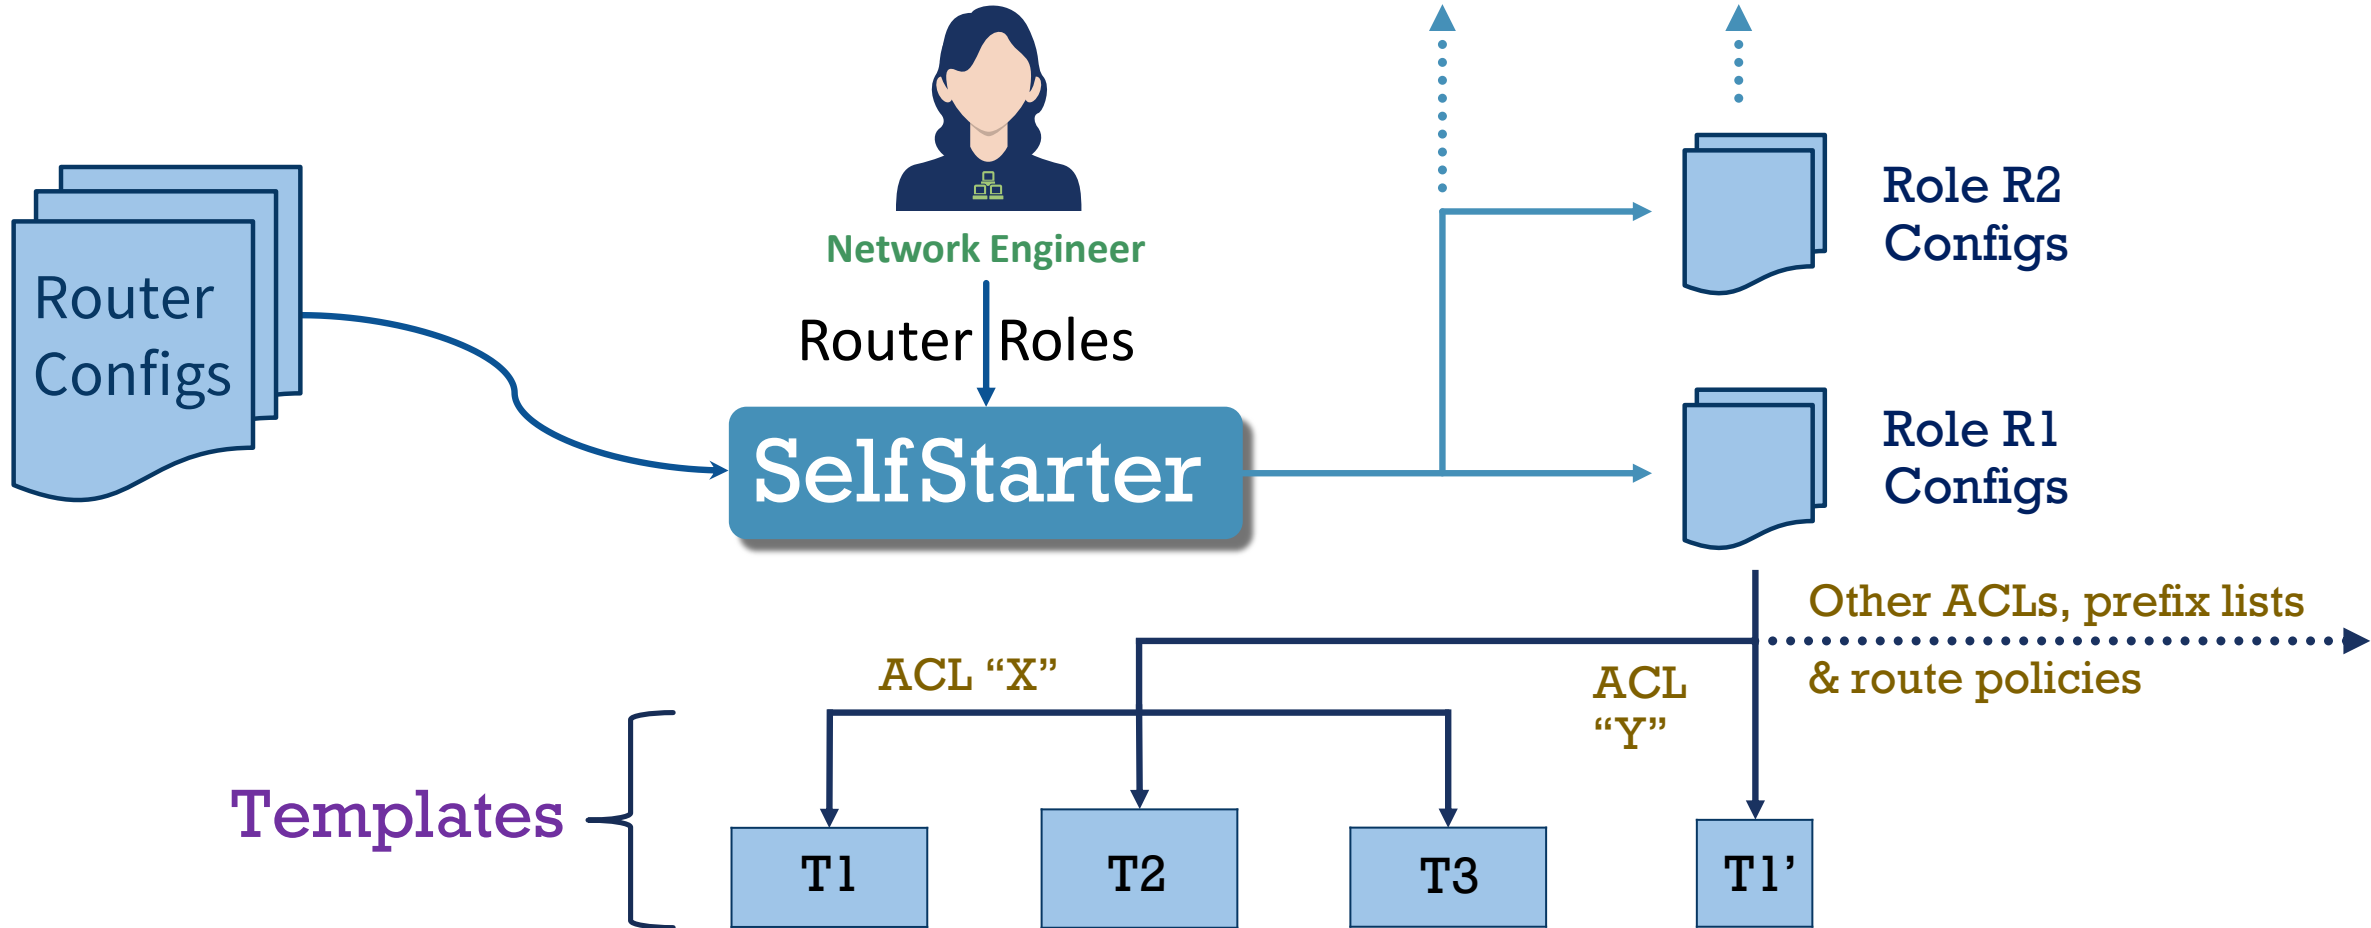 Network Engineer
Router Roles
Router
Configs
SelfStarter
Role R2
Configs
Role R1
Configs
Other ACLs, prefix lists
& route policies
ACL “X”
ACL
“Y”
Templates
T1
T2
T3
T1’